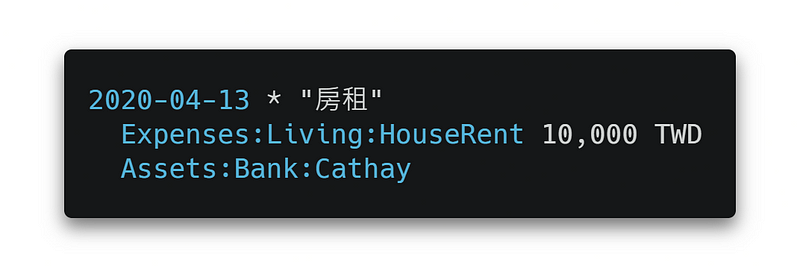 2020-04-13 * "房租"
Expenses:Living:HouseRent 10,000 TWD
Assets:Bank:Cathay